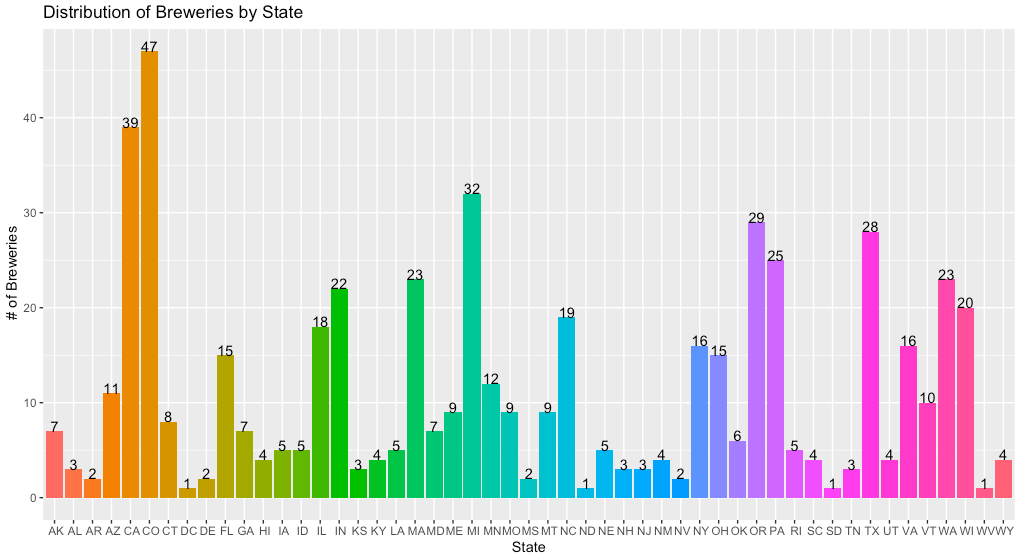 Distribution of Breweries by State
# of Breweries
40
30
20
10
0
7 3 2 11 39 47 8 1 2 15 7 4 5 5 18 22 3 4 5 23 7 9 32 12 9 2 9 19 1 5 3 3 4 2 16 15 6 29 25 5 4 1 3 28 4 16 10 23 20 1 4
AK AL AR AZ CA CO CT DC DE FL GA HI IA ID IL IN KS KY LA MA MD ME MI MN MO MS MT NC ND NE NH NJ NM NV NY OH OK OR PA RI SC SD TN TX UT VA VT WA WI WV WY
State